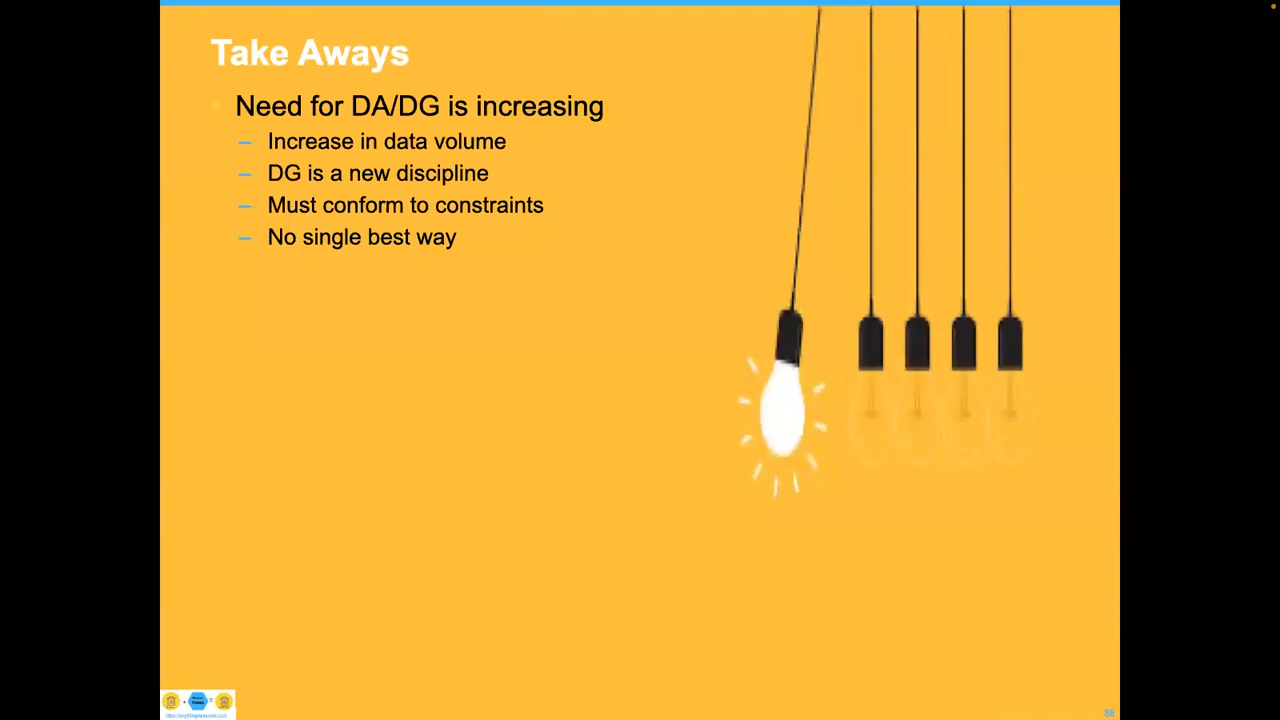 Take Aways
Need for DA/DG is increasing
– Increase in data volume
– DG is a new discipline
– Must conform to constraints
– No single best way